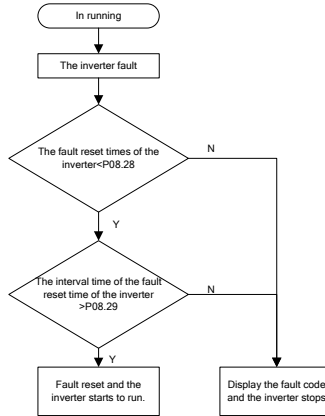 In running
The inverter fault
The fault reset times of the
inverter<P08.28
N
Y
The interval time of the fault
reset time of the inverter
>P08.29
N
Y
Fault reset and the
inverter starts to run.
Display the fault code
and the inverter stops